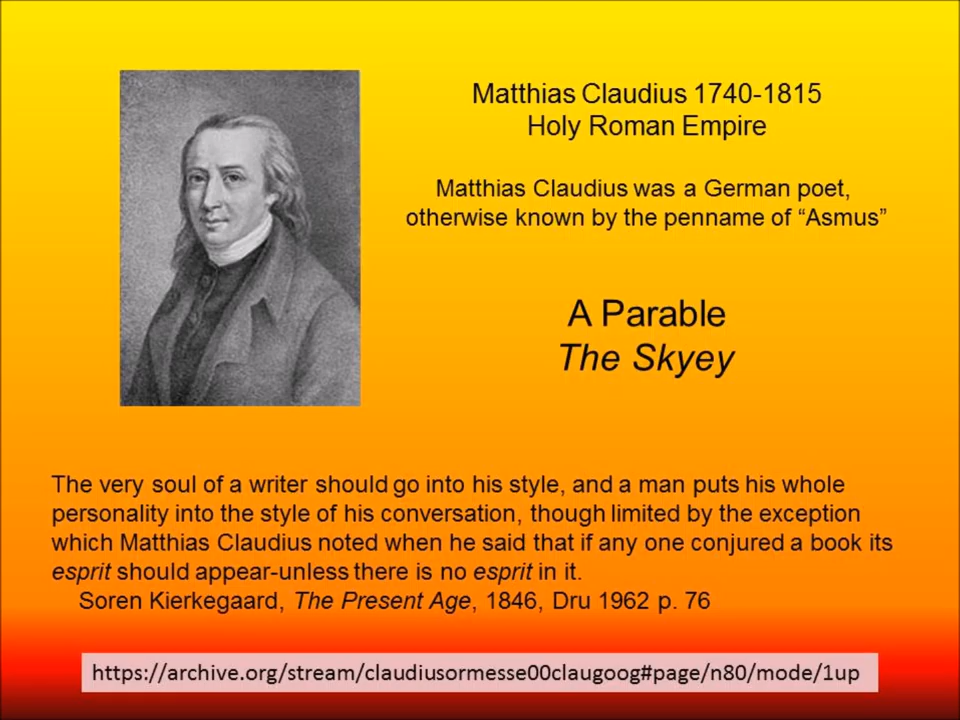 Matthias Claudius 1740-1815
Holy Roman Empire
Matthias Claudius was a German poet,
otherwise known by the penname of “Asmus”
A Parable
The Skyey
The very soul of a writer should go into his style, and a man puts his whole
personality into the style of his conversation, though limited by the exception
which Matthias Claudius noted when he said that if any one conjured a book its
esprit should appear-unless there is no esprit in it.
Soren Kierkegaard, The Present Age, 1846, Dru 1962 p. 76
https://archive.org/stream/claudiusormesse00claugoog#page/n80/mode/1up